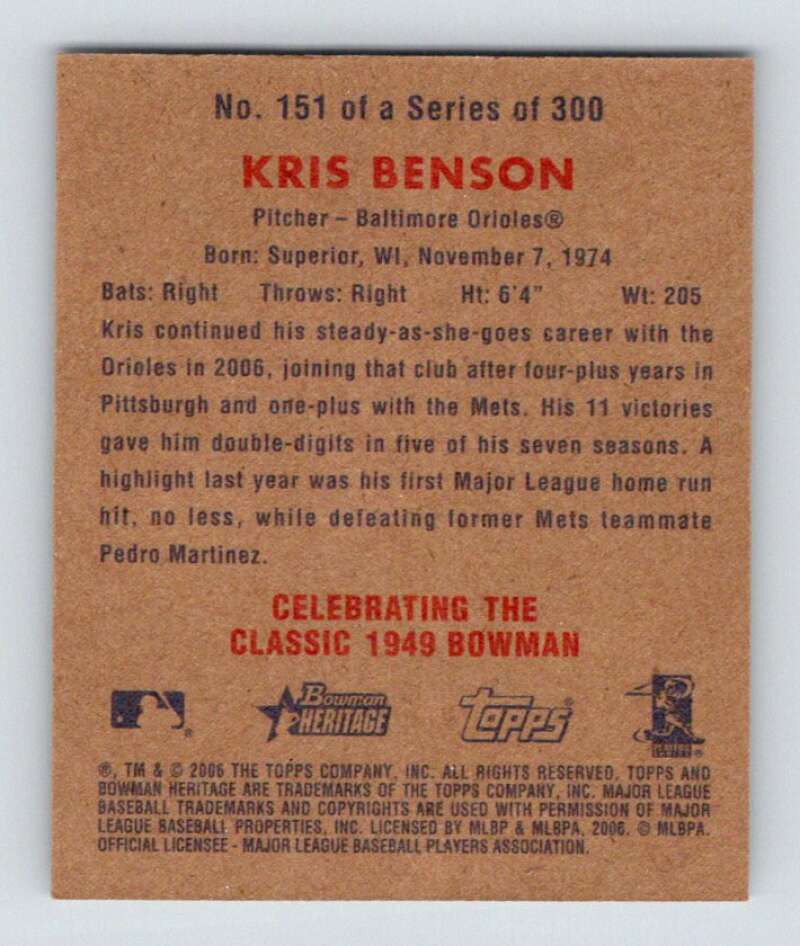 No. 151 of a Series of 300
KRIS BENSON
Pitcher – Baltimore Orioles®
Born: Superior, WI, November 7, 1974
Bats: Right Throws: Right Ht: 6'4" Wt: 205
Kris continued his steady-as-she-goes career with the
Orioles in 2006, joining that club after four-plus years in
Pittsburgh and one-plus with the Mets. His 11 victories
gave him double-digits in five of his seven seasons. A
highlight last year was his first Major League home run
hit, no less, while defeating former Mets teammate
Pedro Martinez.
CELEBRATING THE
CLASSIC 1949 BOWMAN
Bowman
HERITAGE
topps
®, TM & © 2006 THE TOPPS COMPANY, INC. ALL RIGHTS RESERVED, TOPPS AND
BOWMAN HERITAGE ARE TRADEMARKS OF THE TOPPS COMPANY, INC. MAJOR LEAGUE
BASEBALL TRADEMARKS AND COPYRIGHTS ARE USED WITH PERMISSION OF MAJOR
LEAGUE BASEBALL PROPERTIES, INC. LICENSED BY MLBP & MLBPA, 2006. © MLBPA.
OFFICIAL LICENSEE - MAJOR LEAGUE BASEBALL PLAYERS ASSOCIATION.